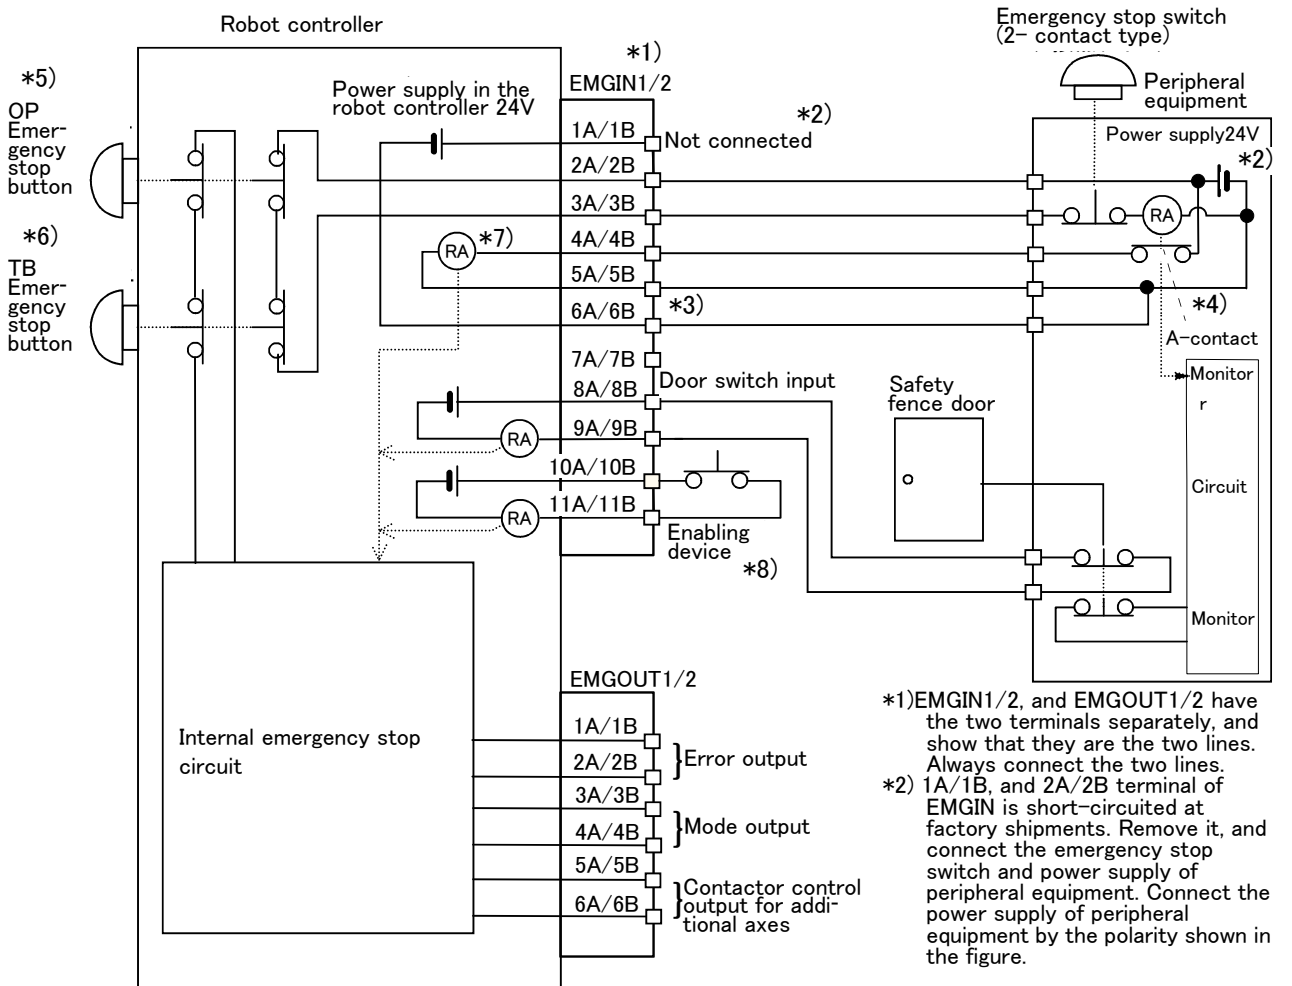 Robot controller
Emergency stop switch
(2- contact type)
*5)
OP
Emer-
gency
stop
button
*6)
TB
Emer-
gency
stop
button
Power supply in the
robot controller 24V
*1)
EMGIN1/2
1A/1B
Not connected
*2)
2A/2B
3A/3B
RA
*7)
4A/4B
5A/5B
6A/6B
*3)
7A/7B
Door switch input
8A/8B
RA
9A/9B
10A/10B
RA
11A/11B
Enabling
device
*8)
Peripheral
equipment
Power supply24V
*2)
RA
*4)
A-contact
Safety
fence door
Monitor
r
Circuit
Monitor
Internal emergency stop
circuit
EMGOUT1/2
1A/1B
2A/2B
Error output
3A/3B
4A/4B
Mode output
5A/5B
6A/6B
Contactor control
output for addi-
tional axes
*1)EMGIN1/2, and EMGOUT1/2 have
the two terminals separately, and
show that they are the two lines.
Always connect the two lines.
*2) 1A/1B, and 2A/2B terminal of
EMGIN is short-circuited at
factory shipments. Remove it, and
connect the emergency stop
switch and power supply of
peripheral equipment. Connect the
power supply of peripheral
equipment by the polarity shown in
the figure.